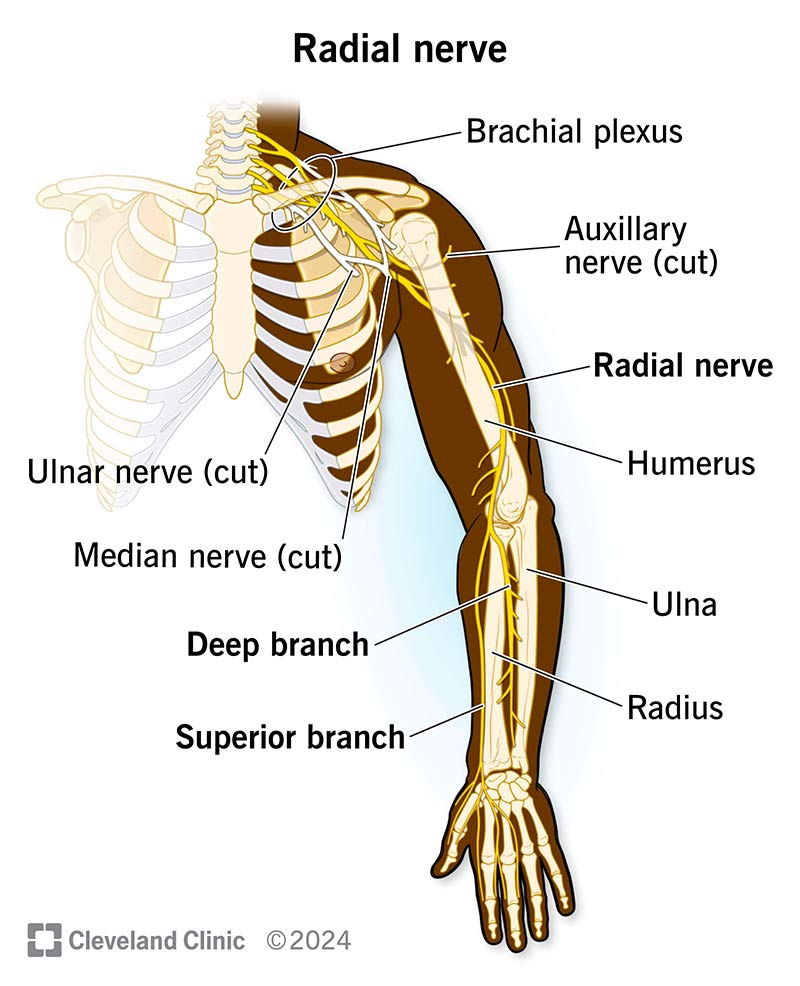 Radial nerve
Brachial plexus
Auxillary
nerve (cut)
Radial nerve
Humerus
Ulnar nerve (cut)
Median nerve (cut)
Ulna
Deep branch
Radius
Superior branch
Cleveland Clinic ©2024